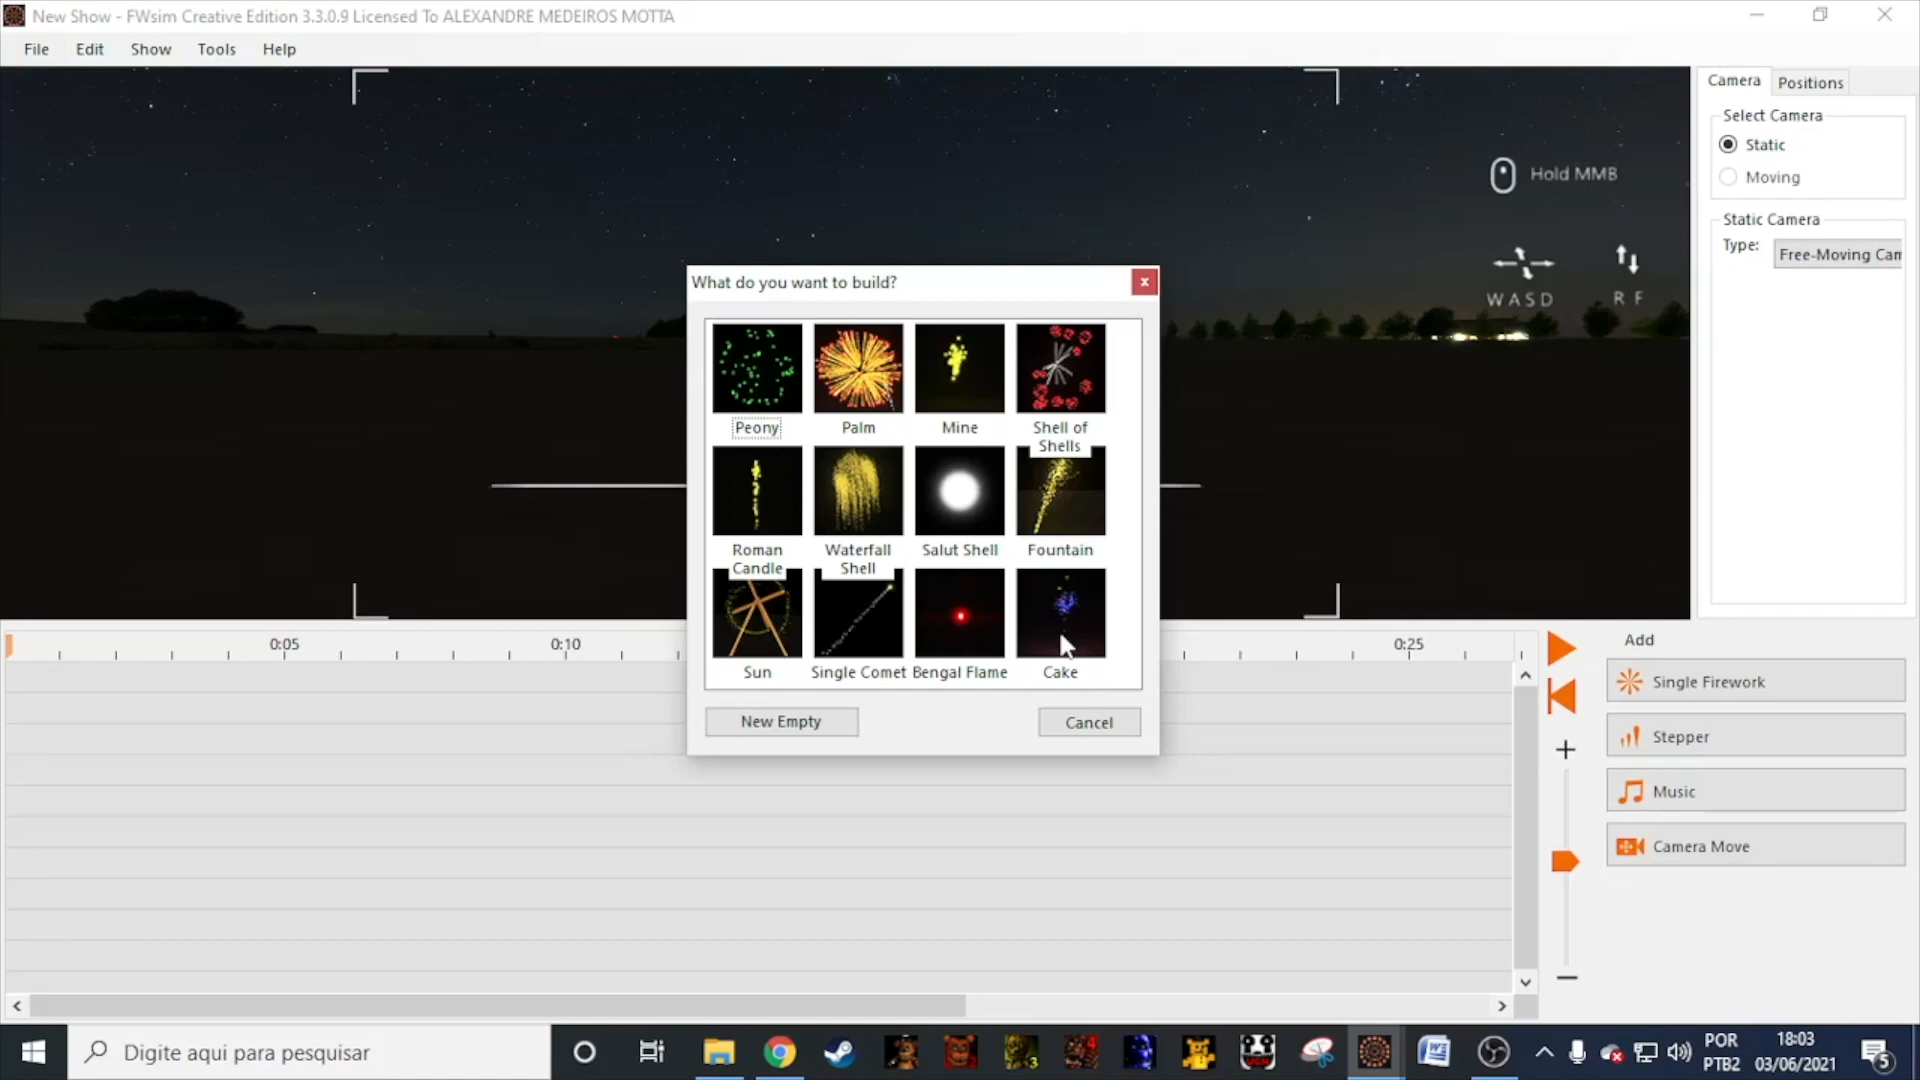 New Show - FWsim Creative Edition 3.3.0.9 Licensed To ALEXANDRE MEDEIROS MOTTA
File Edit Show Tools Help
Camera Positions
Select Camera
Static
Moving
Static Camera
Type: Free-Moving Cam
Hold MMB
W A S D R F
What do you want to build?
Peony Palm Mine Shell of
Shells
Roman Waterfall Salut Shell Fountain
Candle Shell
Sun Single Comet Bengal Flame Cake
New Empty Cancel
0:05 0:10 0:25
Add
Single Firework
Stepper
Music
Camera Move
Digite aqui para pesquisar
POR 18:03
PTB2 03/06/2021
5